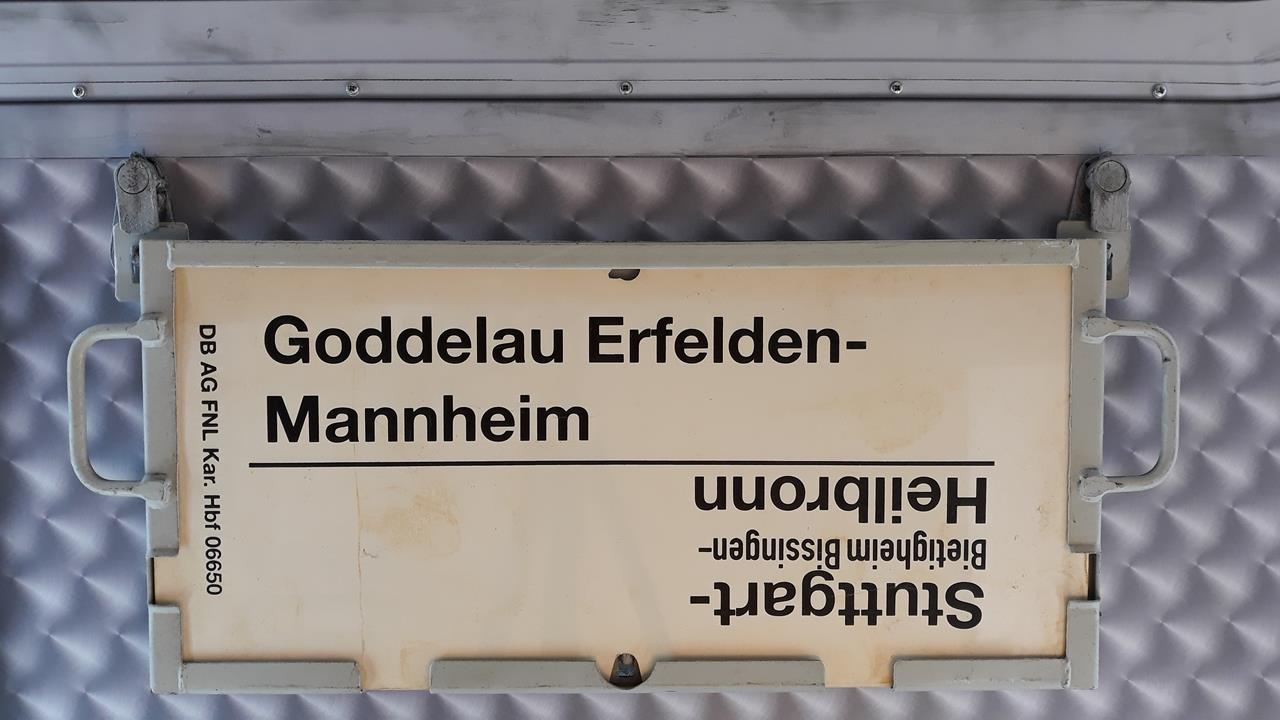 Goddelau Erfelden-
Mannheim
Stuttgart-
Bietigheim Bissingen-
Heilbronn
DB AG FNL Kar. Hbf 06650